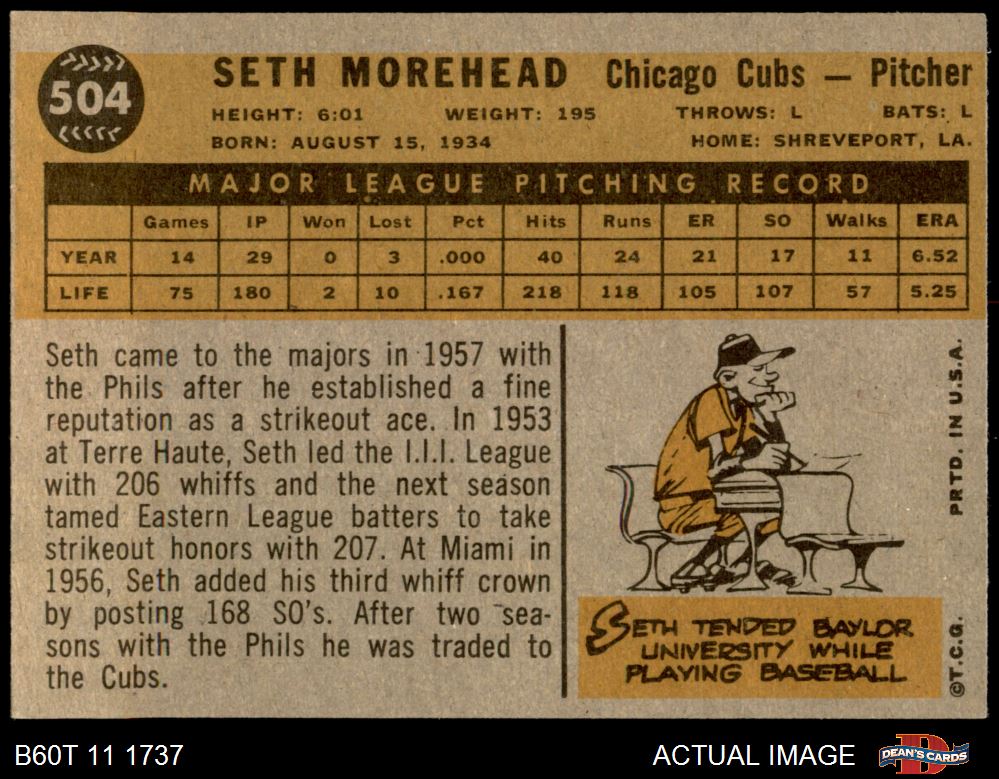 504
SETH MOREHEAD Chicago Cubs — Pitcher
HEIGHT: 6:01 WEIGHT: 195 THROWS: L BATS: L
BORN: AUGUST 15, 1934 HOME: SHREVEPORT, LA.
MAJOR LEAGUE PITCHING RECORD
Games IP Won Lost Pct Hits Runs ER SO Walks ERA
YEAR 14 29 0 3 .000 40 24 21 17 11 6.52
LIFE 75 180 2 10 .167 218 118 105 107 57 5.25
Seth came to the majors in 1957 with
the Phils after he established a fine
reputation as a strikeout ace. In 1953
at Terre Haute, Seth led the I.I.I. League
with 206 whiffs and the next season
tamed Eastern League batters to take
strikeout honors with 207. At Miami in
1956, Seth added his third whiff crown
by posting 168 SO's. After two sea-
sons with the Phils he was traded to
the Cubs.
SETH TENDED BAYLOR
UNIVERSITY WHILE
PLAYING BASEBALL
PRTD. IN U.S.A.
©T.C.G.
B60T 11 1737 ACTUAL IMAGE
DEAN'S CARDS